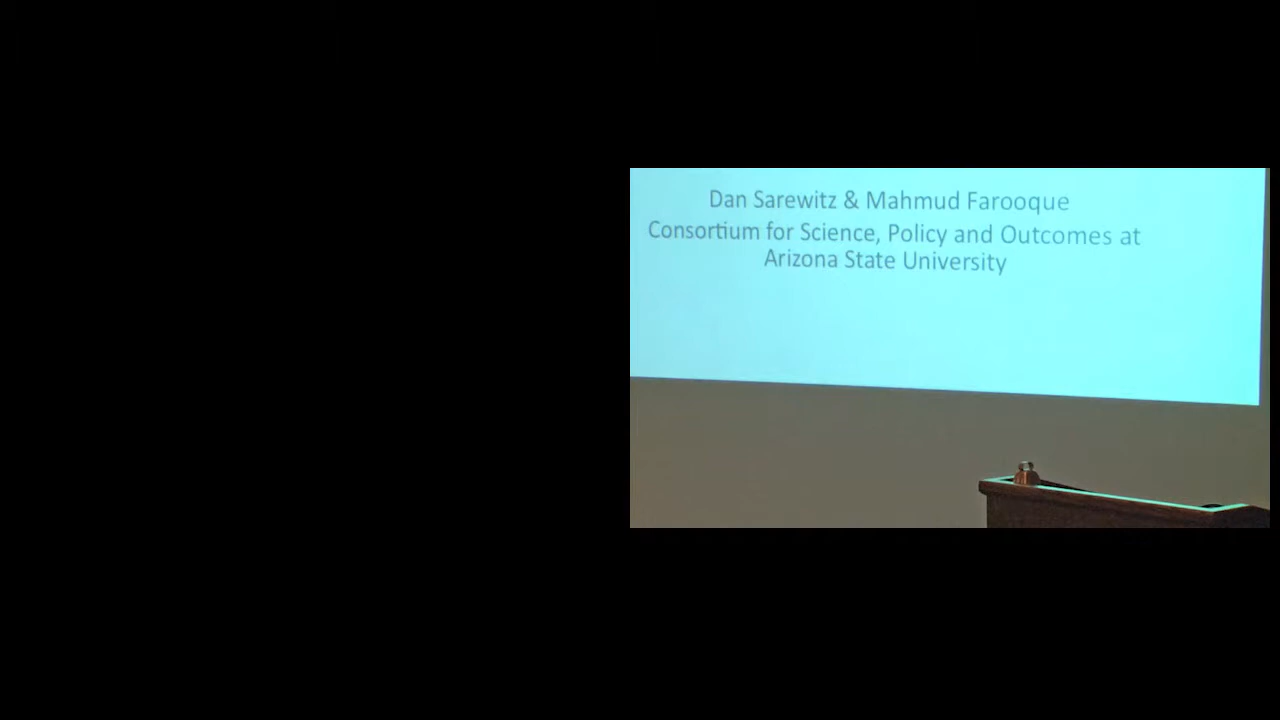 Dan Sarewitz & Mahmud Farooque
Consortium for Science, Policy and Outcomes at
Arizona State University